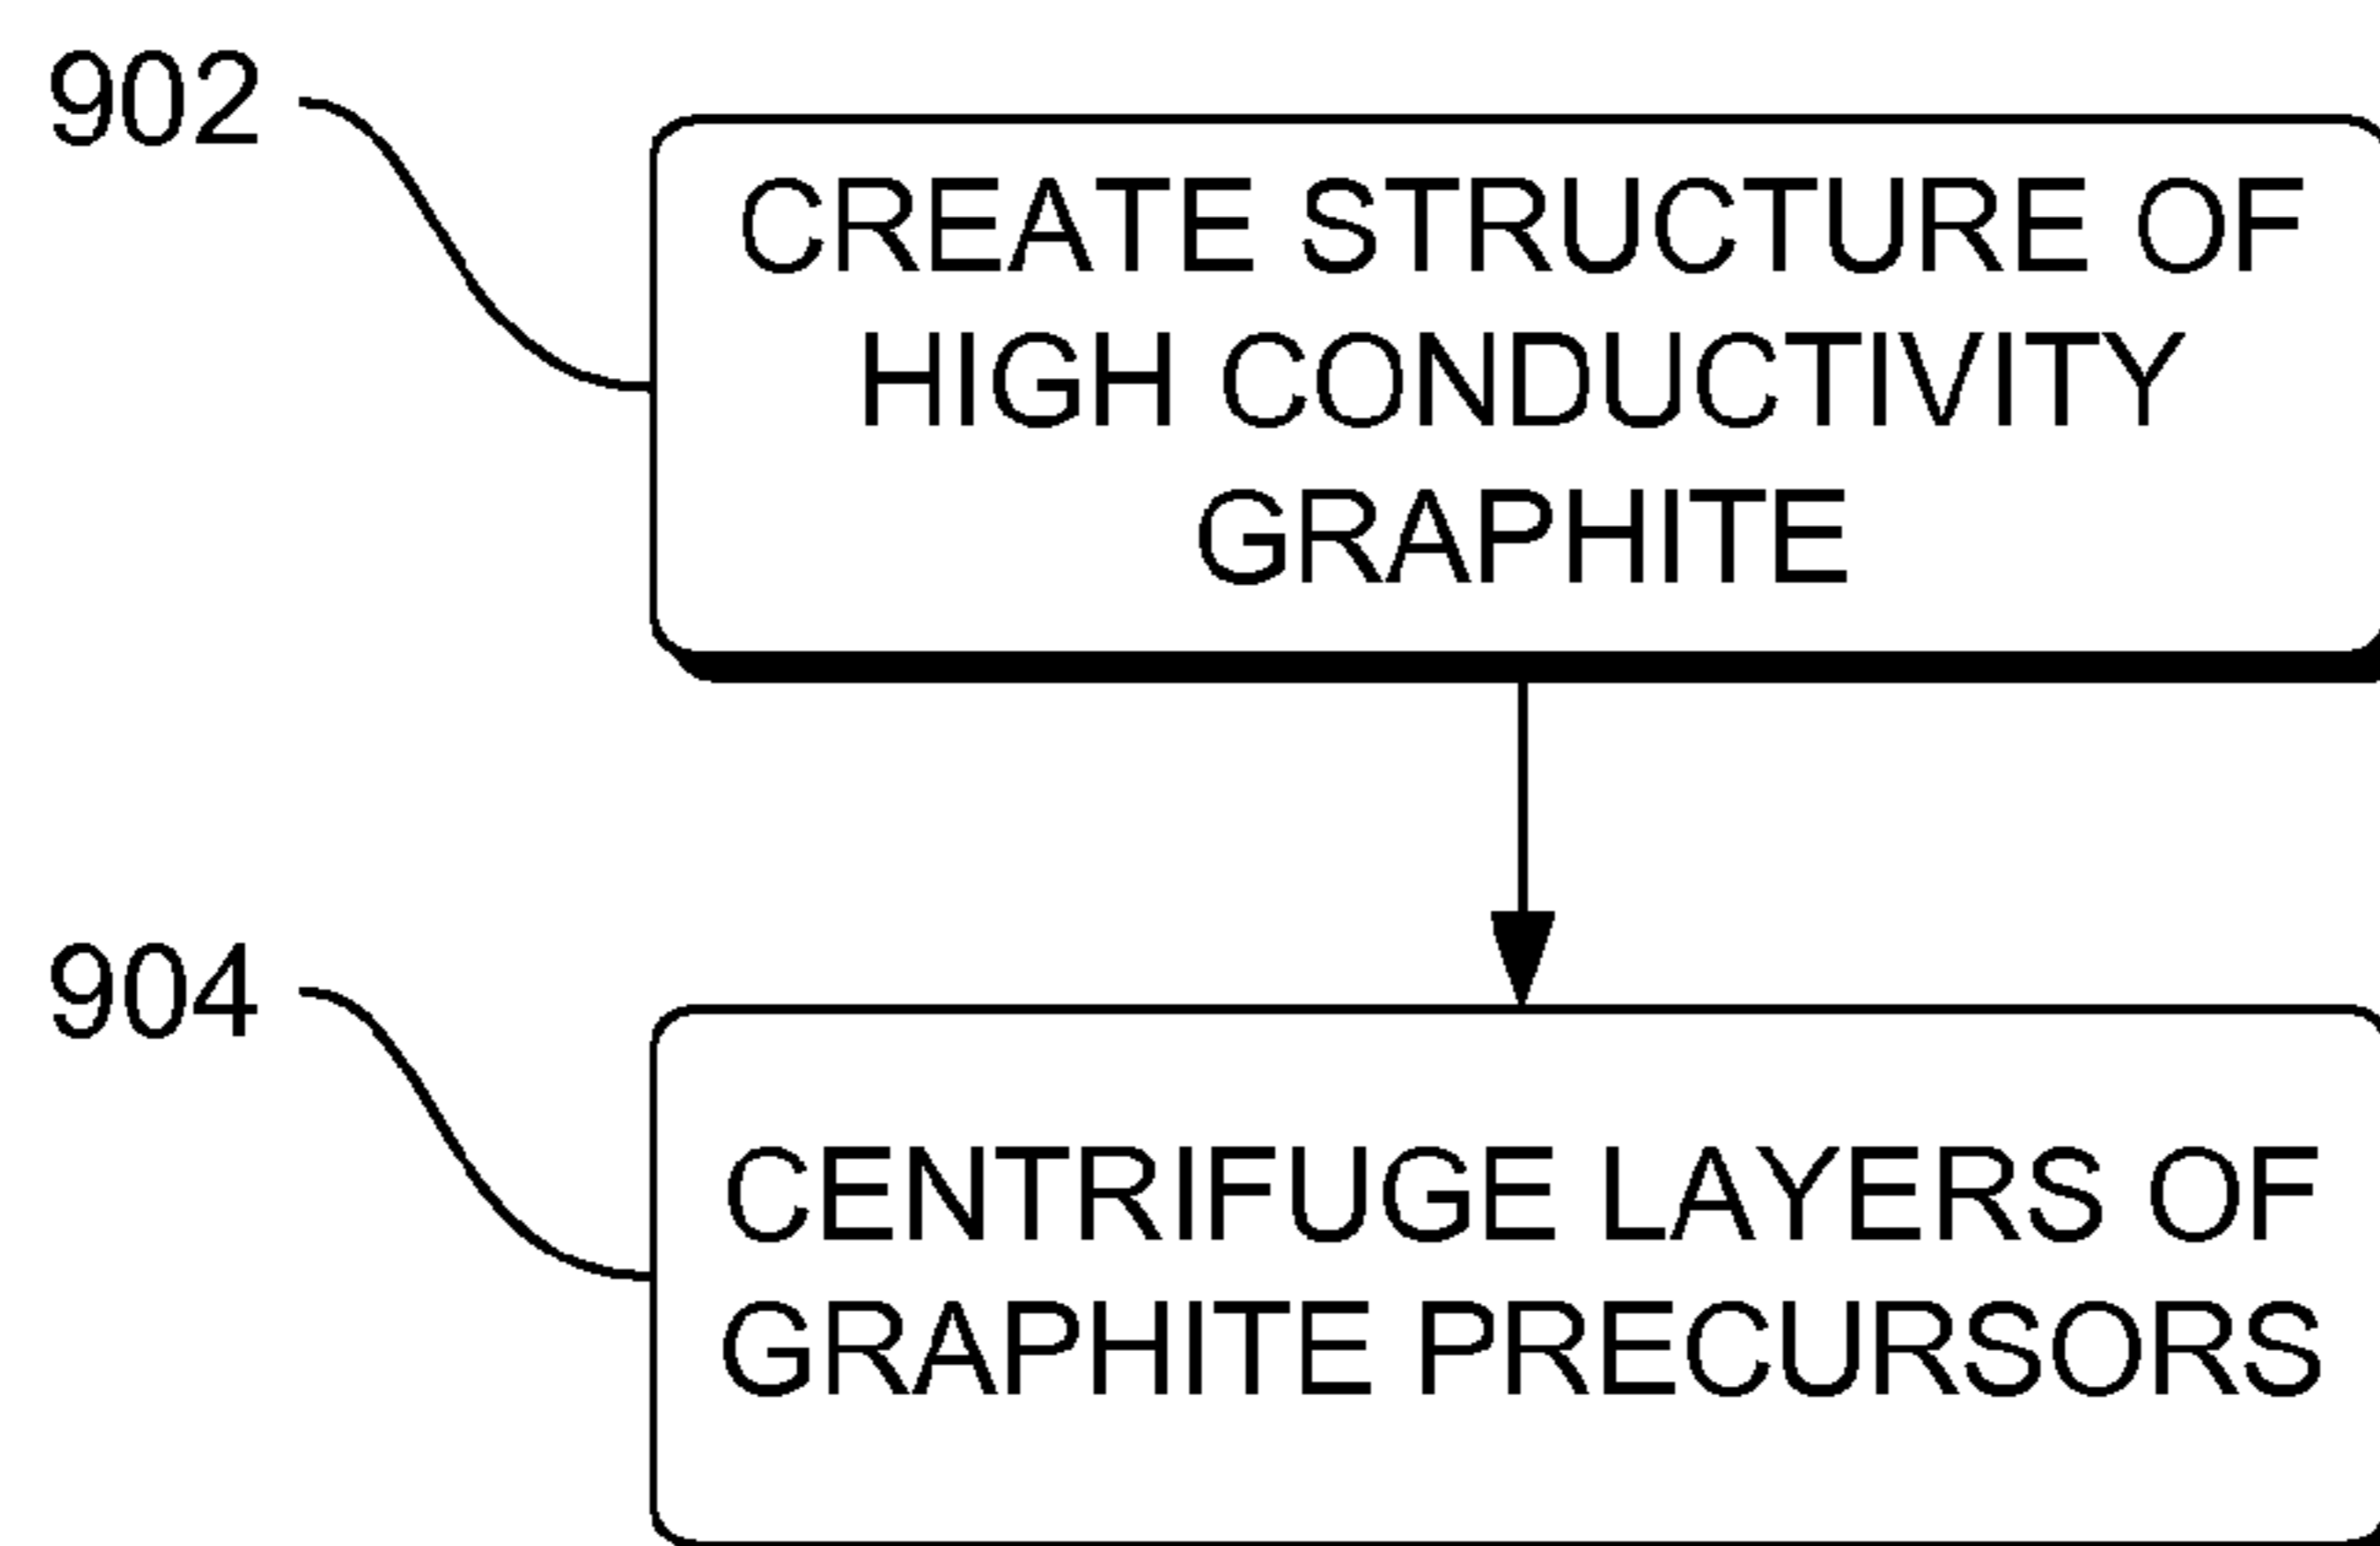 902
CREATE STRUCTURE OF
HIGH CONDUCTIVITY
GRAPHITE
904
CENTRIFUGE LAYERS OF
GRAPHITE PRECURSORS